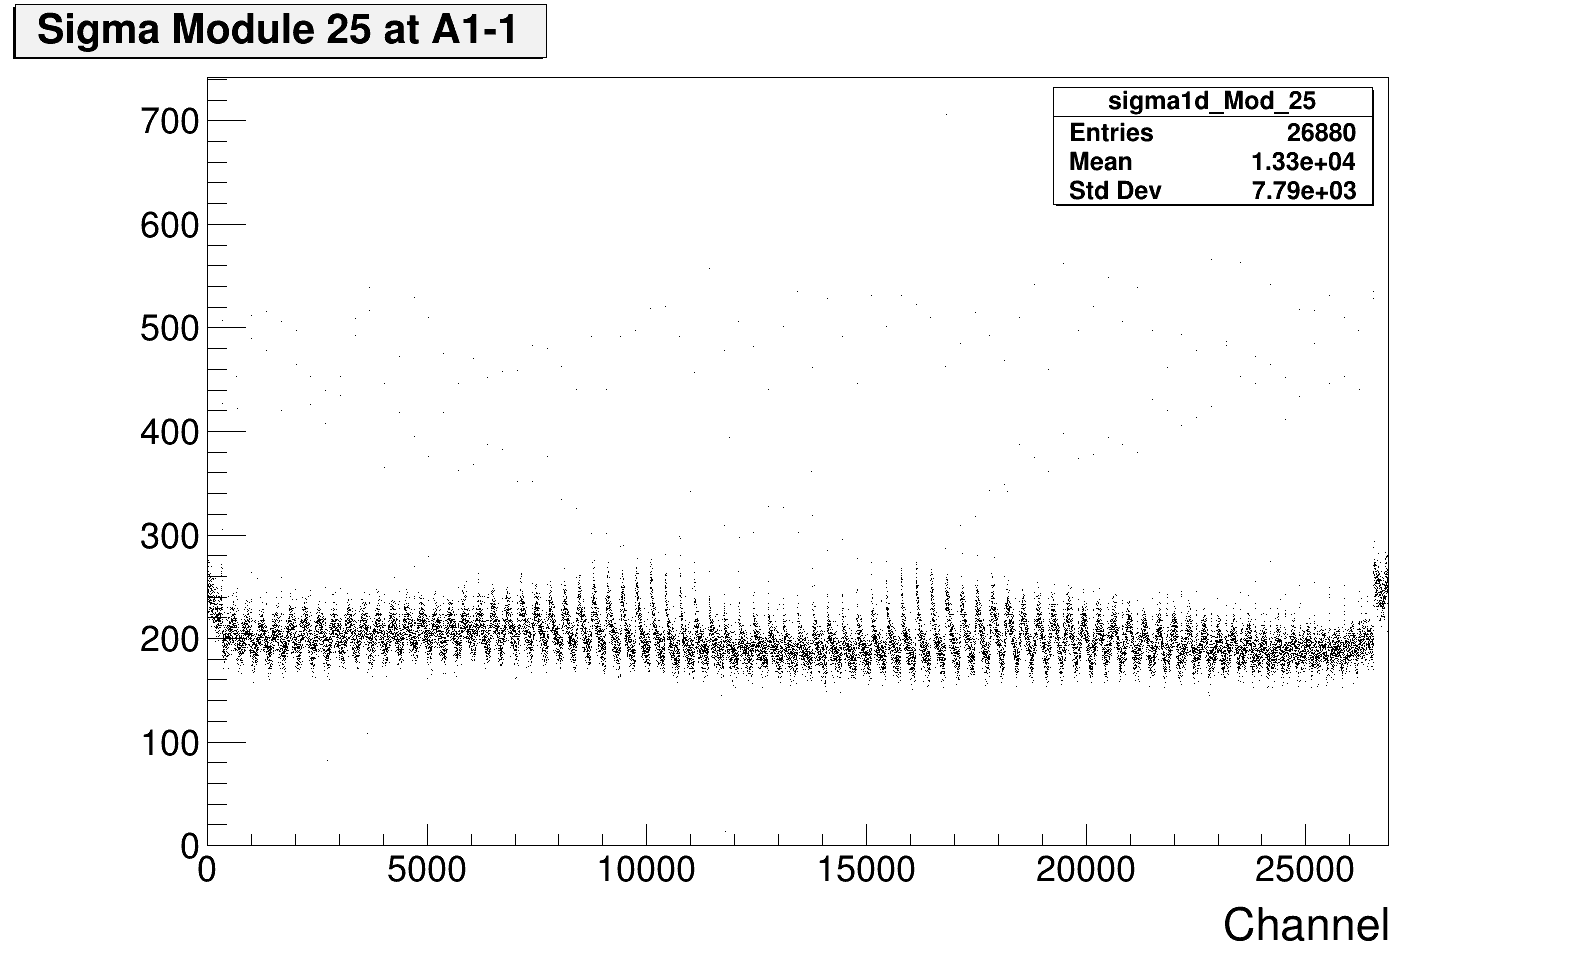 Sigma Module 25 at A1-1
sigma1d_Mod_25
Entries 26880
Mean 1.33e+04
Std Dev 7.79e+03
700
600
500
400
300
200
100
0
0 5000 10000 15000 20000 25000
Channel